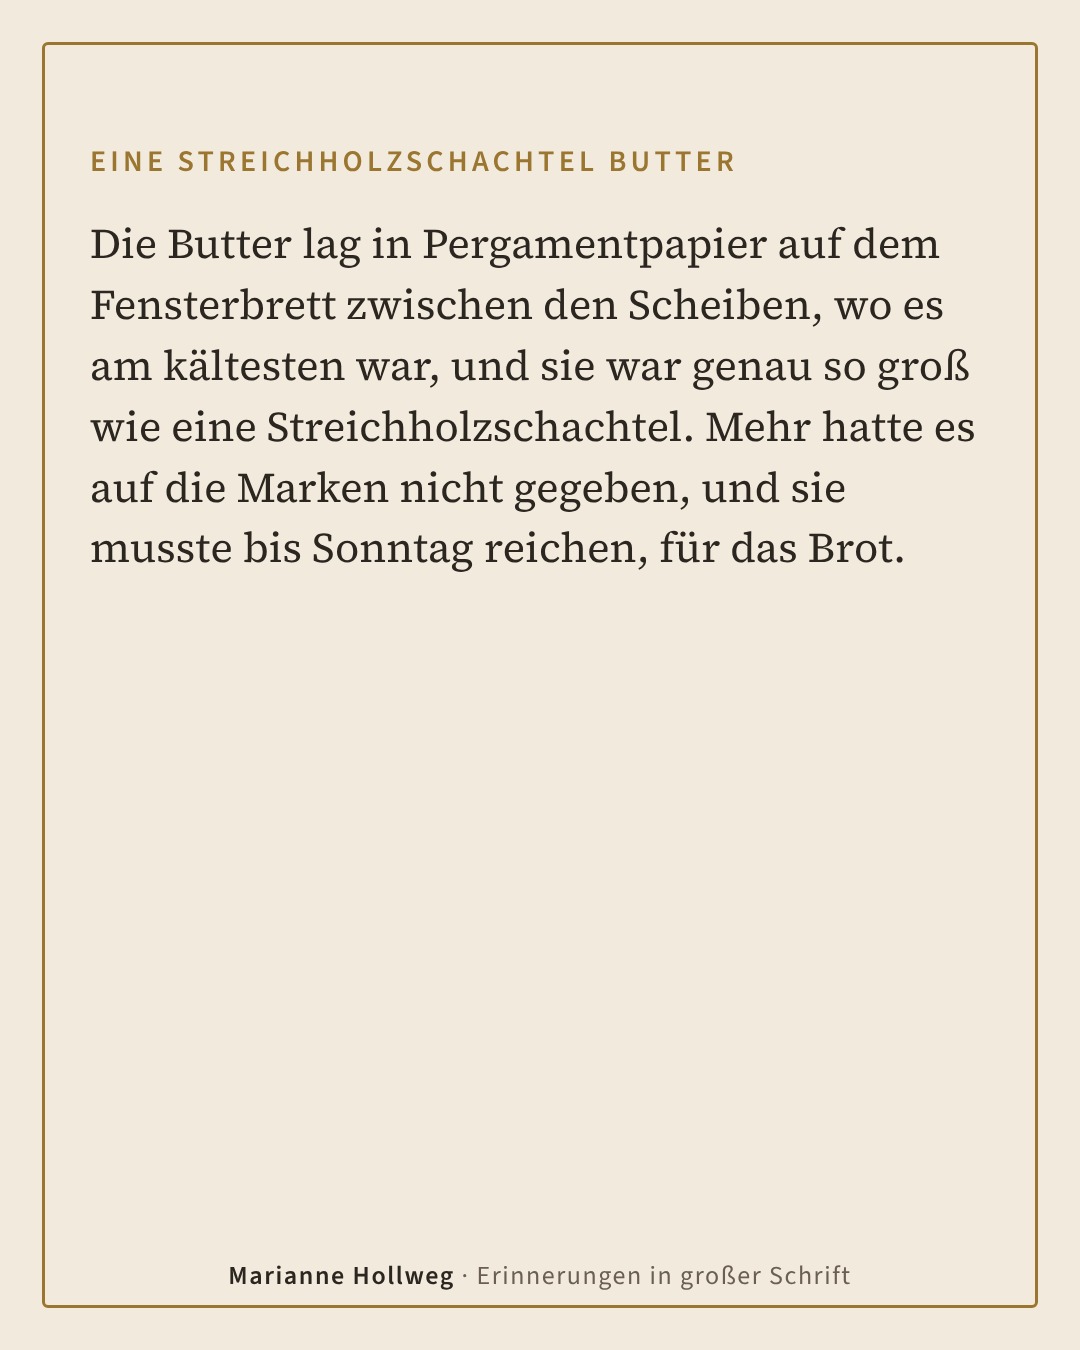 EINE STREICHHOLZSCHACHTEL BUTTER
Die Butter lag in Pergamentpapier auf dem
Fensterbrett zwischen den Scheiben, wo es
am kältesten war, und sie war genau so groß
wie eine Streichholzschachtel. Mehr hatte es
auf die Marken nicht gegeben, und sie
musste bis Sonntag reichen, für das Brot.
Marianne Hollweg · Erinnerungen in großer Schrift